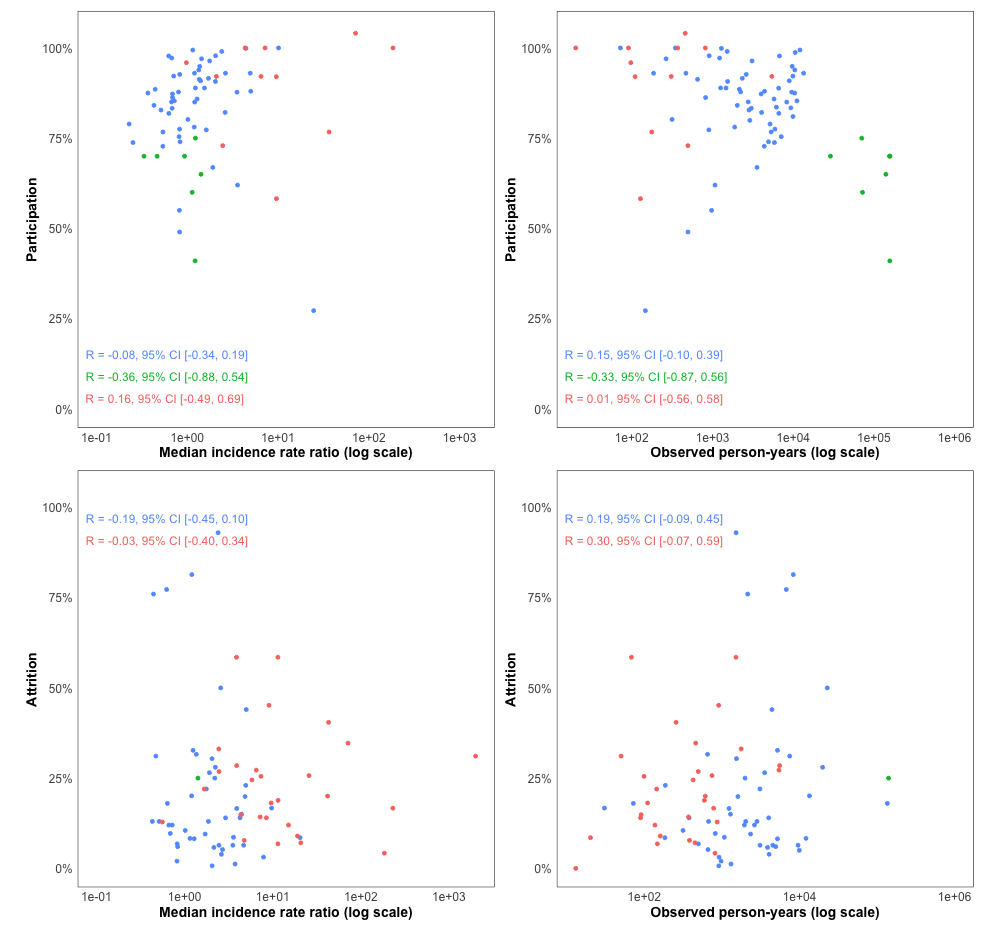 100%
75%
50%
25%
0%
Participation
R = -0.08, 95% CI [-0.34, 0.19]
R = -0.36, 95% CI [-0.88, 0.54]
R = 0.16, 95% CI [-0.49, 0.69]
1e-01 1e+00 1e+01 1e+02 1e+03
Median incidence rate ratio (log scale)
100%
75%
50%
25%
0%
Participation
R = 0.15, 95% CI [-0.10, 0.39]
R = -0.33, 95% CI [-0.87, 0.56]
R = 0.01, 95% CI [-0.56, 0.58]
1e+02 1e+03 1e+04 1e+05 1e+06
Observed person-years (log scale)
100%
75%
50%
25%
0%
Attrition
R = -0.19, 95% CI [-0.45, 0.10]
R = -0.03, 95% CI [-0.40, 0.34]
1e-01 1e+00 1e+01 1e+02 1e+03
Median incidence rate ratio (log scale)
100%
75%
50%
25%
0%
Attrition
R = 0.19, 95% CI [-0.09, 0.45]
R = 0.30, 95% CI [-0.07, 0.59]
1e+02 1e+04 1e+06
Observed person-years (log scale)